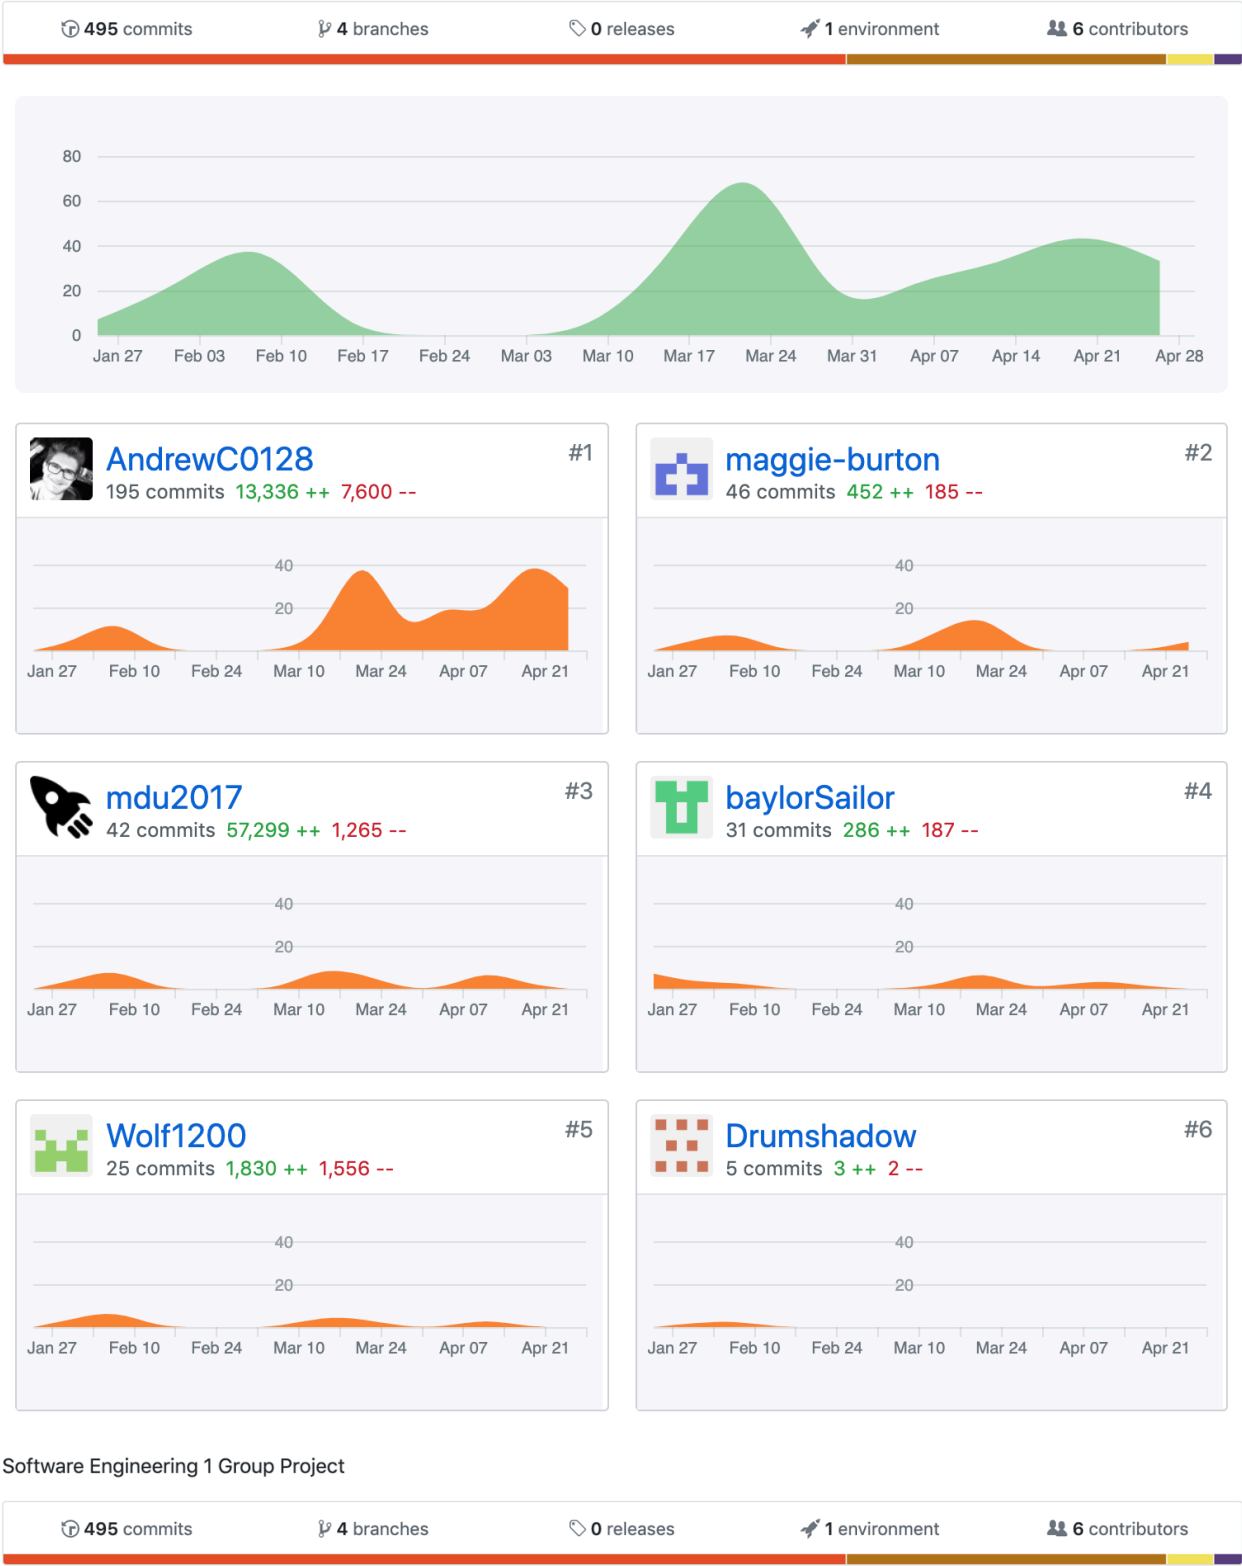 495 commits 4 branches 0 releases 1 environment 6 contributors
80
60
40
20
0
Jan 27 Feb 03 Feb 10 Feb 17 Feb 24 Mar 03 Mar 10 Mar 17 Mar 24 Mar 31 Apr 07 Apr 14 Apr 21 Apr 28
AndrewC0128 #1
195 commits 13,336 ++ 7,600 --
40
20
Jan 27 Feb 10 Feb 24 Mar 10 Mar 24 Apr 07 Apr 21
maggie-burton #2
46 commits 452 ++ 185 --
40
20
Jan 27 Feb 10 Feb 24 Mar 10 Mar 24 Apr 07 Apr 21
mdu2017 #3
42 commits 57,299 ++ 1,265 --
40
20
Jan 27 Feb 10 Feb 24 Mar 10 Mar 24 Apr 07 Apr 21
baylorSailor #4
31 commits 286 ++ 187 --
40
20
Jan 27 Feb 10 Feb 24 Mar 10 Mar 24 Apr 07 Apr 21
Wolf1200 #5
25 commits 1,830 ++ 1,556 --
40
20
Jan 27 Feb 10 Feb 24 Mar 10 Mar 24 Apr 07 Apr 21
Drumshadow #6
5 commits 3 ++ 2 --
40
20
Jan 27 Feb 10 Feb 24 Mar 10 Mar 24 Apr 07 Apr 21
Software Engineering 1 Group Project
495 commits 4 branches 0 releases 1 environment 6 contributors